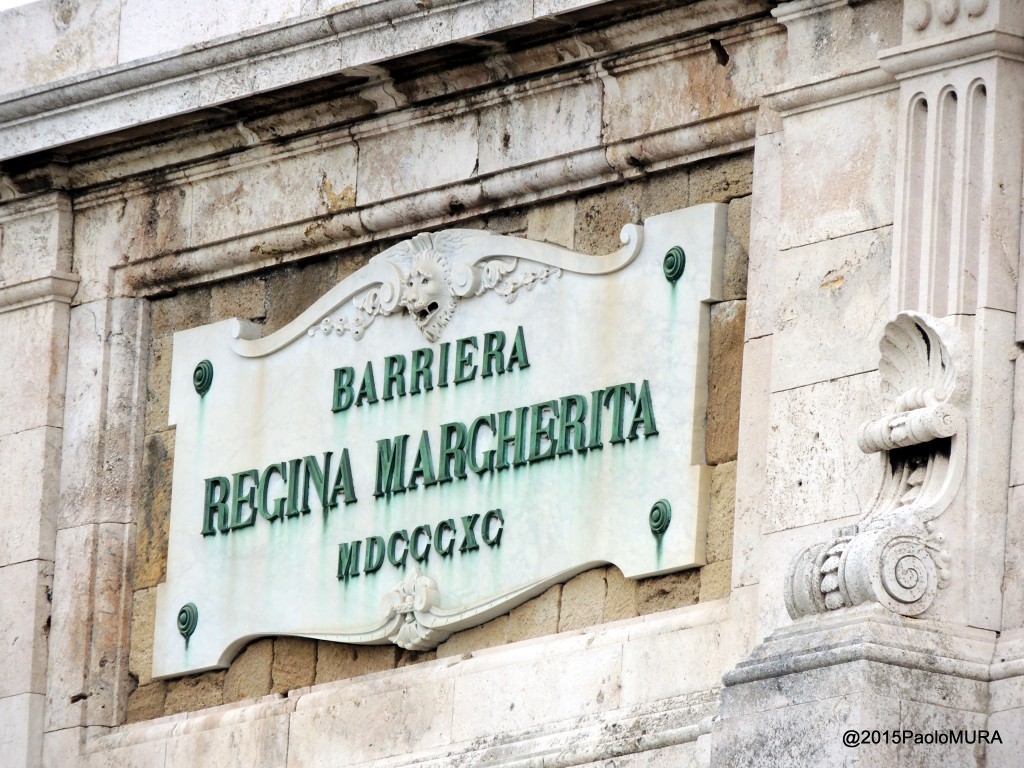 BARRIERA
REGINA MARGHERITA
MDCCCXC
@2015PaoloMURA